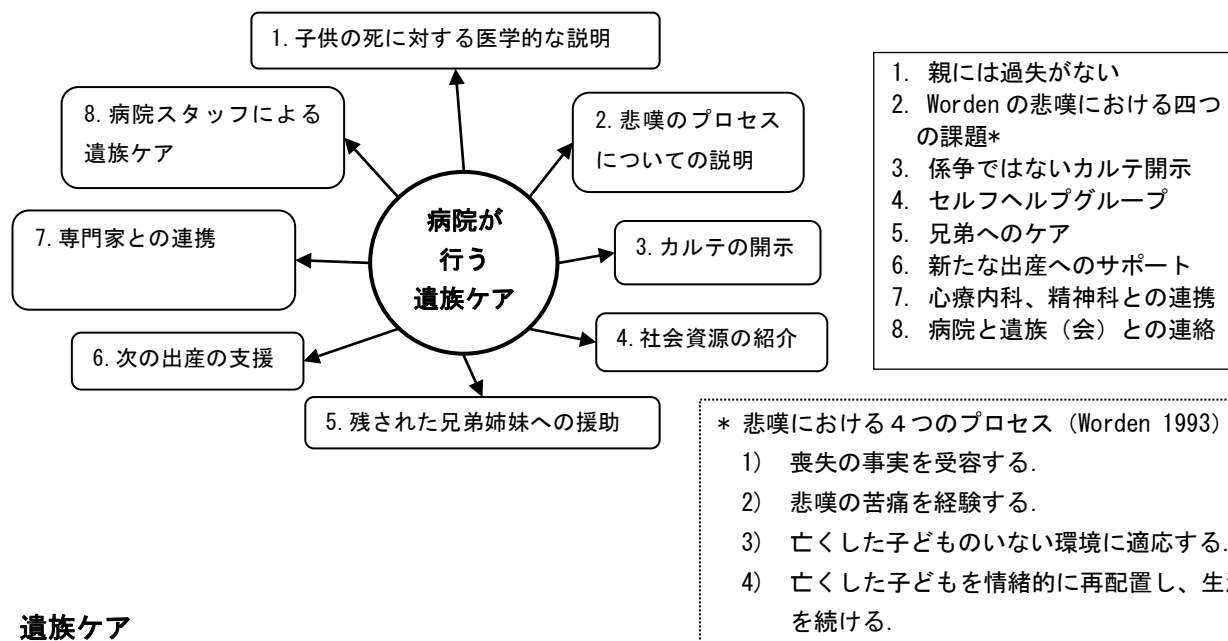 1. 子供の死に対する医学的な説明
8. 病院スタッフによる
遺族ケア
2. 悲嘆のプロセス
についての説明
病院が
行う
遺族ケア
7. 専門家との連携
3. カルテの開示
6. 次の出産の支援
4. 社会資源の紹介
5. 残された兄弟姉妹への援助
1. 親には過失がない
2. Wordenの悲嘆における四つ
の課題*
3. 係争ではないカルテ開示
4. セルフヘルプグループ
5. 兄弟へのケア
6. 新たな出産へのサポート
7. 心療内科、精神科との連携
8. 病院と遺族（会）との連絡
* 悲嘆における４つのプロセス（Worden 1993）
1) 喪失の事実を受容する.
2) 悲嘆の苦痛を経験する.
3) 亡くした子どものいない環境に適応する.
4) 亡くした子どもを情緒的に再配置し、生
を続ける.
遺族ケア